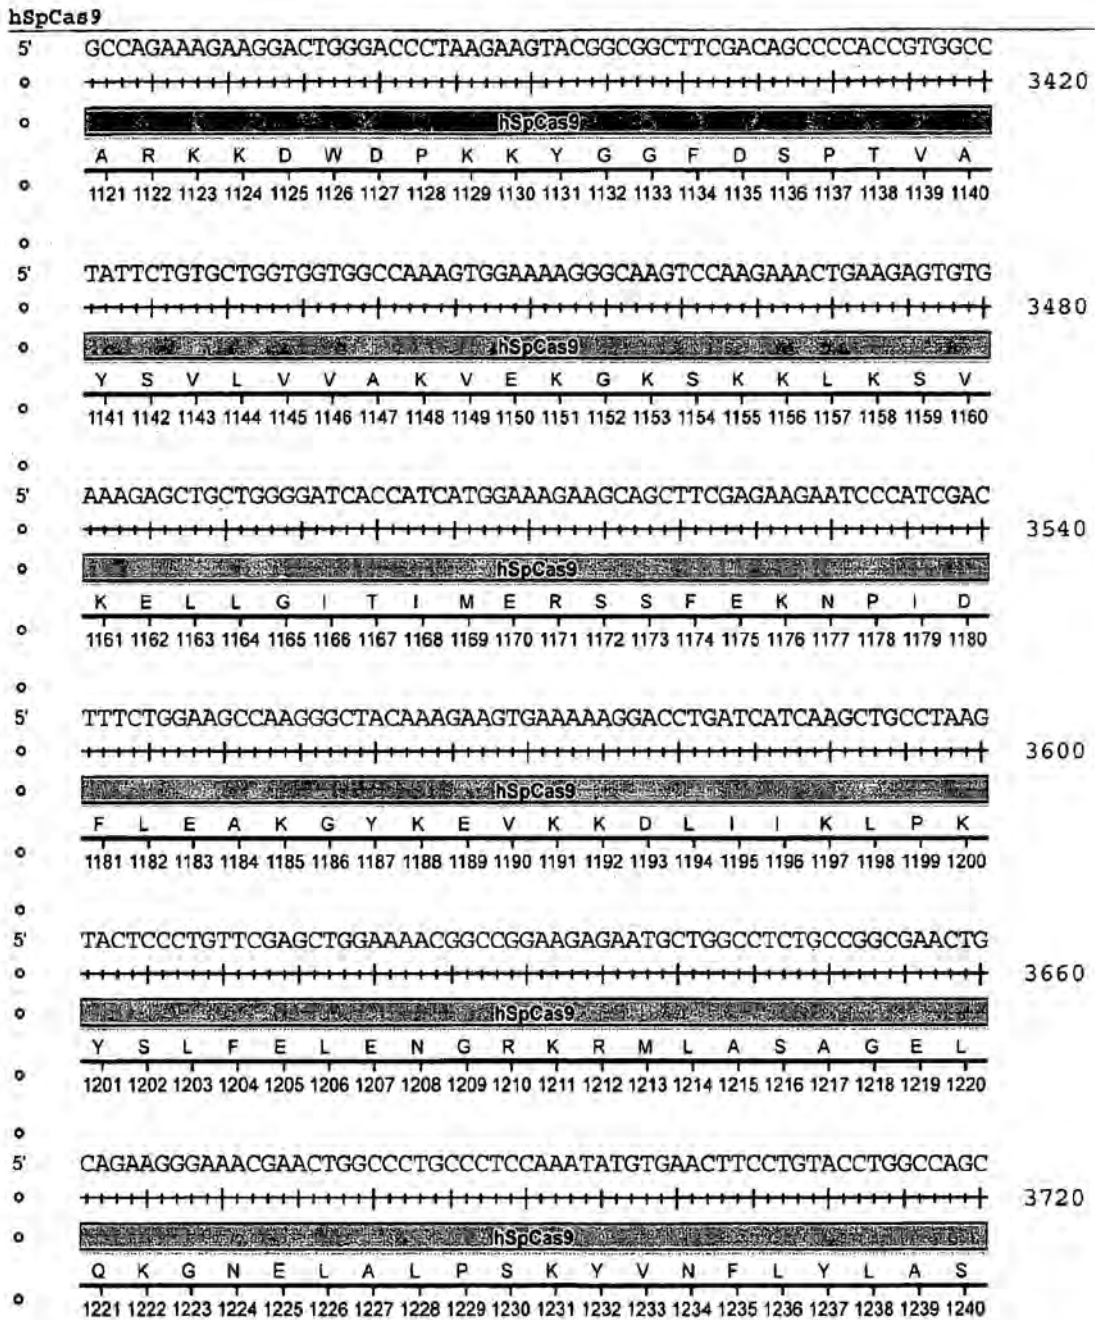 hSpCas9
5' GCCAGAAAGAAGGACTGGGACCCTAAGAAGTACGGCGGCTTCGACAGCCCCACCGTGGCC
3420
hSpCas9
A R K K D W D P K K Y G G F D S P T V A
1121 1122 1123 1124 1125 1126 1127 1128 1129 1130 1131 1132 1133 1134 1135 1136 1137 1138 1139 1140
5' TATTCTGTGCTGGTGGTGGCCAAAGTGGAAAAGGGCAAGTCCAAGAAACTGAAGAGTGTG
3480
hSpCas9
Y S V L V V A K V E K G K S K K L K S V
1141 1142 1143 1144 1145 1146 1147 1148 1149 1150 1151 1152 1153 1154 1155 1156 1157 1158 1159 1160
5' AAAGAGCTGCTGGGGATCACCATCATGGAAAGAAGCAGCTTCGAGAAGAATCCCATCGAC
3540
hSpCas9
K E L L G I T I M E R S S F E K N P I D
1161 1162 1163 1164 1165 1166 1167 1168 1169 1170 1171 1172 1173 1174 1175 1176 1177 1178 1179 1180
5' TTTCTGGAAGCCAAGGGCTACAAAGAAGTGAAAAAGGACCTGATCATCAAGCTGCCTAAG
3600
hSpCas9
F L E A K G Y K E V K K D L I I K L P K
1181 1182 1183 1184 1185 1186 1187 1188 1189 1190 1191 1192 1193 1194 1195 1196 1197 1198 1199 1200
5' TACTCCCTGTTCGAGCTGGAAAACGGCCGGAAGAGAATGCTGGCCTCTGCCGGCGAACTG
3660
hSpCas9
Y S L F E L E N G R K R M L A S A G E L
1201 1202 1203 1204 1205 1206 1207 1208 1209 1210 1211 1212 1213 1214 1215 1216 1217 1218 1219 1220
5' CAGAAGGGAAACGAACTGGCCCTGCCCTCCAAATATGTGAACTTCCTGTACCTGGCCAGC
3720
hSpCas9
Q K G N E L A L P S K Y V N F L Y L A S
1221 1222 1223 1224 1225 1226 1227 1228 1229 1230 1231 1232 1233 1234 1235 1236 1237 1238 1239 1240